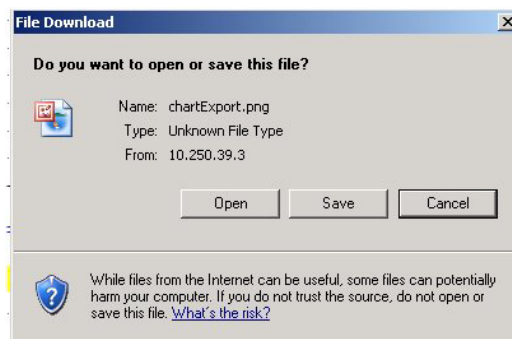 File Download
Do you want to open or save this file?
Name: chartExport.png
Type: Unknown File Type
From: 10.250.39.3
Open Save Cancel
While files from the Internet can be useful, some files can potentially
harm your computer. If you do not trust the source, do not open or
save this file. What's the risk?